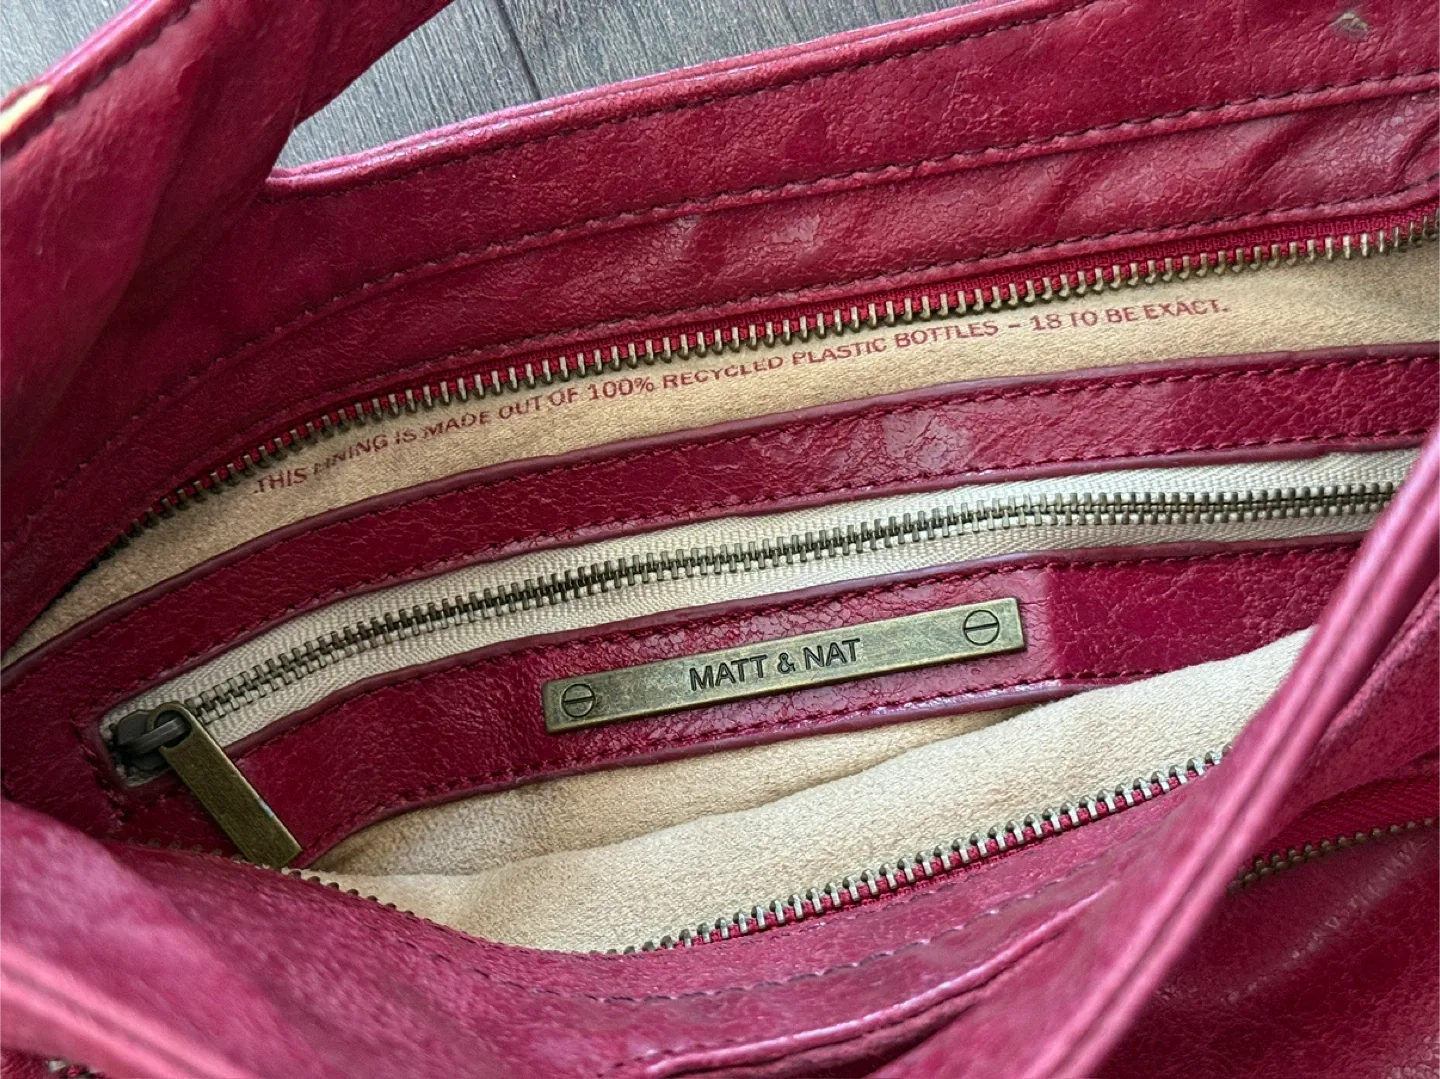 THIS LINING IS MADE OUT OF 100% RECYCLED PLASTIC BOTTLES – 18 TO BE EXACT.
MATT & NAT